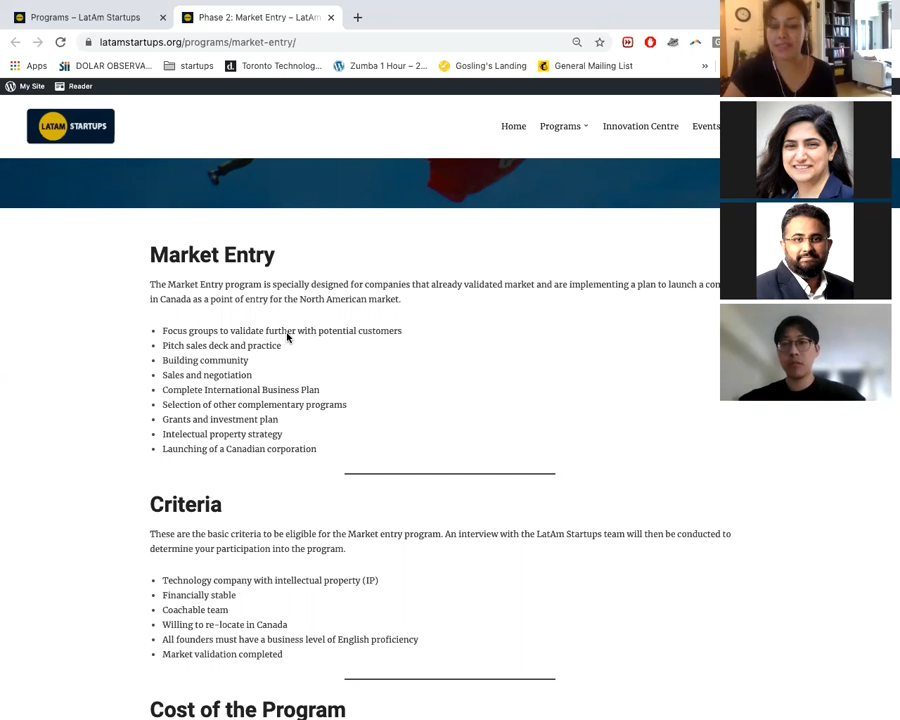 Programs – LatAm Startups
Phase 2: Market Entry – LatAm
latamstartups.org/programs/market-entry/
Apps
DOLAR OBSERVA...
startups
Toronto Technolog...
Zumba 1 Hour – 2...
Gosling's Landing
General Mailing List
»
My Site
Reader
LATAM STARTUPS
Home
Programs
Innovation Centre
Events
Market Entry
The Market Entry program is specially designed for companies that already validated market and are implementing a plan to launch a
in Canada as a point of entry for the North American market.
• Focus groups to validate further with potential customers
• Pitch sales deck and practice
• Building community
• Sales and negotiation
• Complete International Business Plan
• Selection of other complementary programs
• Grants and investment plan
• Intelectual property strategy
• Launching of a Canadian corporation
Criteria
These are the basic criteria to be eligible for the Market entry program. An interview with the LatAm Startups team will then be conducted to
determine your participation into the program.
• Technology company with intellectual property (IP)
• Financially stable
• Coachable team
• Willing to re-locate in Canada
• All founders must have a business level of English proficiency
• Market validation completed
Cost of the Program